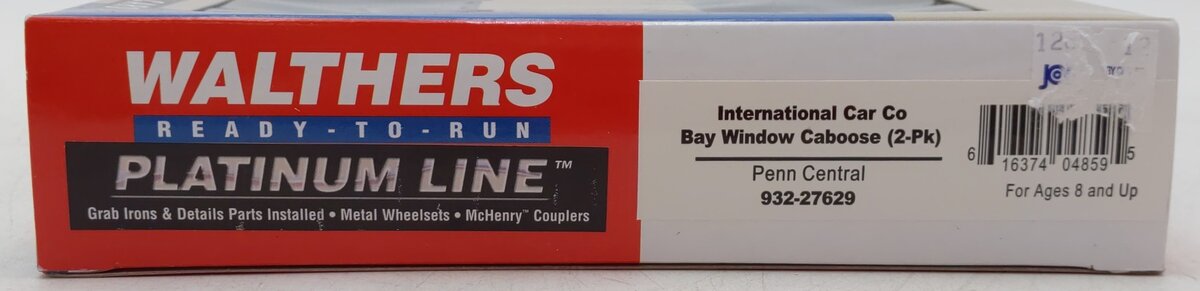 WALTHERS
READY-TO-RUN
PLATINUM LINE™
Grab Irons & Details Parts Installed • Metal Wheelsets • McHenry™ Couplers
International Car Co
Bay Window Caboose (2-Pk)
Penn Central
932-27629
6 16374 04859 5
For Ages 8 and Up